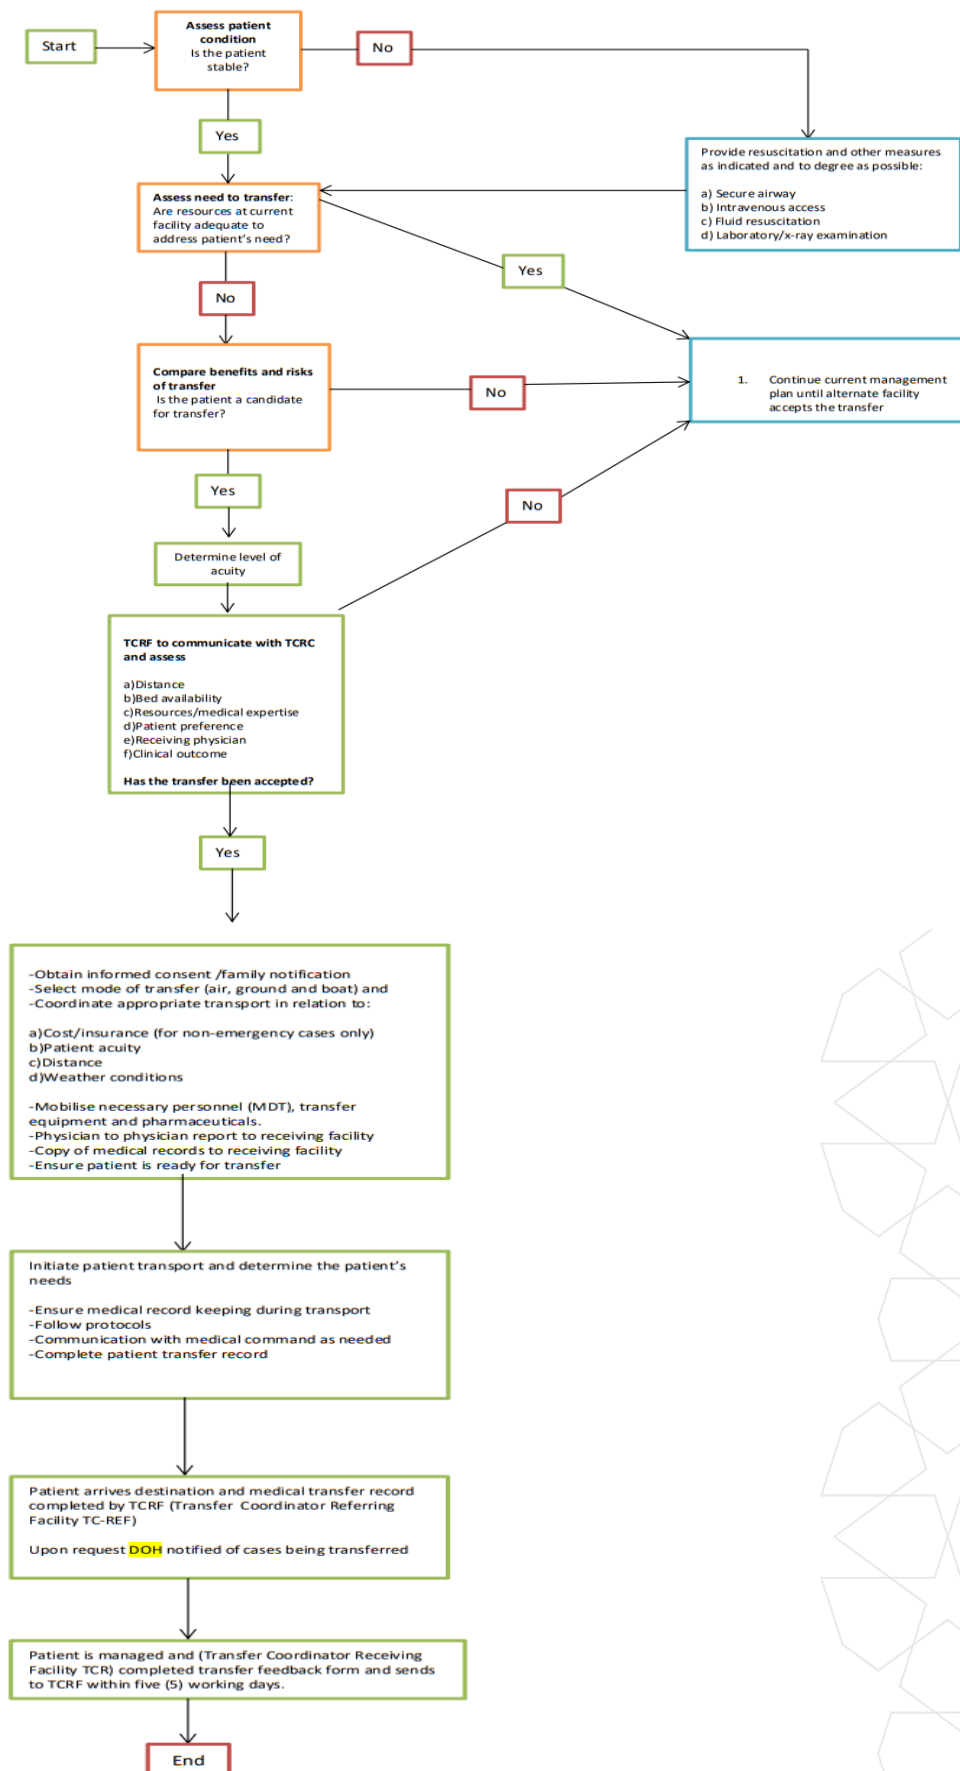 Start
Assess patient
condition
Is the patient
stable?
No
Yes
Provide resuscitation and other measures
as indicated and to degree as possible:
a) Secure airway
b) Intravenous access
c) Fluid resuscitation
d) Laboratory/x-ray examination
Assess need to transfer:
Are resources at current
facility adequate to
address patient's need?
Yes
No
Compare benefits and risks
of transfer
Is the patient a candidate
for transfer?
No
1. Continue current management
plan until alternate facility
accepts the transfer
Yes
No
Determine level of
acuity
TCRF to communicate with TCRC
and assess
a)Distance
b)Bed availability
c)Resources/medical expertise
d)Patient preference
e)Receiving physician
f)Clinical outcome
Has the transfer been accepted?
Yes
-Obtain informed consent /family notification
-Select mode of transfer (air, ground and boat) and
-Coordinate appropriate transport in relation to:
a)Cost/insurance (for non-emergency cases only)
b)Patient acuity
c)Distance
d)Weather conditions
-Mobilise necessary personnel (MDT), transfer
equipment and pharmaceuticals.
-Physician to physician report to receiving facility
-Copy of medical records to receiving facility
-Ensure patient is ready for transfer
Initiate patient transport and determine the patient's
needs
-Ensure medical record keeping during transport
-Follow protocols
-Communication with medical command as needed
-Complete patient transfer record
Patient arrives destination and medical transfer record
completed by TCRF (Transfer Coordinator Referring
Facility TC-REF)
Upon request DOH notified of cases being transferred
Patient is managed and (Transfer Coordinator Receiving
Facility TCR) completed transfer feedback form and sends
to TCRF within five (5) working days.
End